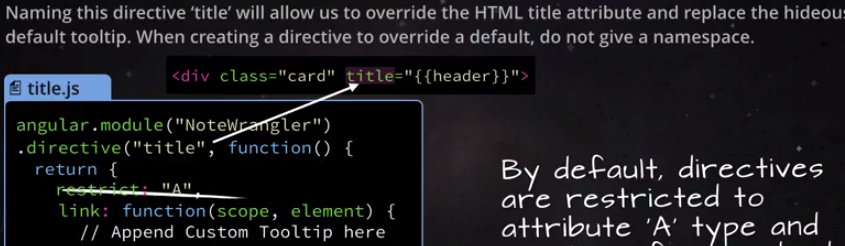 Naming this directive ‘title’ will allow us to override the HTML title attribute and replace the
default tooltip. When creating a directive to override a default, do not give a namespace.
<div class="card" title="{{header}}">
title.js
angular.module("NoteWrangler")
.directive("title", function() {
return {
restrict: "A",
link: function(scope, element) {
// Append Custom Tooltip here
By default, directives
are restricted to
attribute 'A' type and